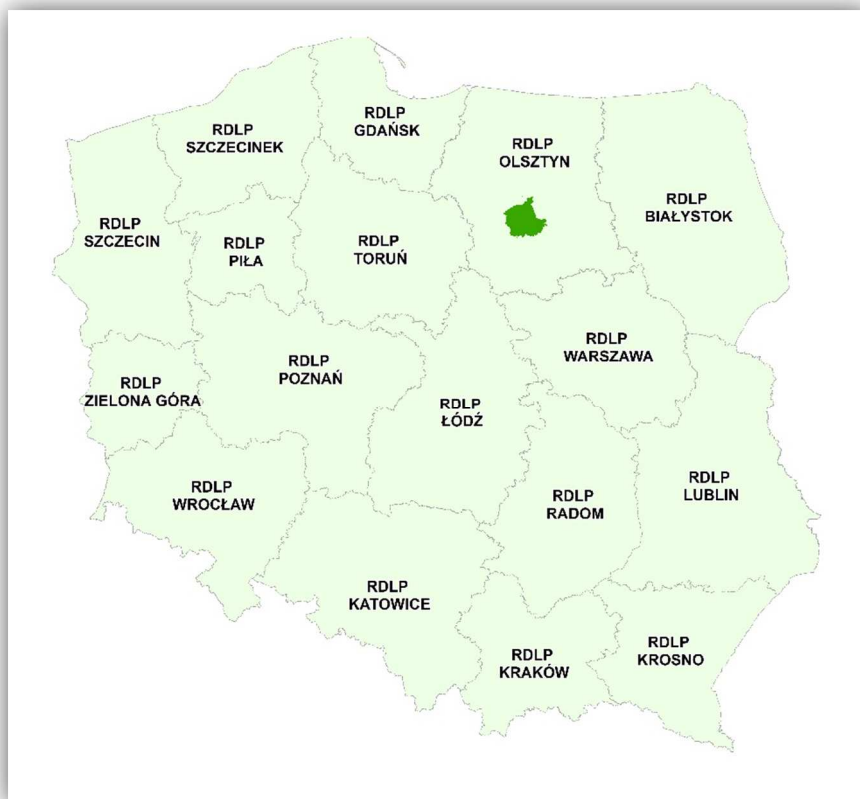 RDLP
GDAŃSK
RDLP
SZCZECINEK
RDLP
OLSZTYN
RDLP
BIAŁYSTOK
RDLP
SZCZECIN
RDLP
PIŁA
RDLP
TORUŃ
RDLP
WARSZAWA
RDLP
POZNAŃ
RDLP
ZIELONA GÓRA
RDLP
ŁÓDŹ
RDLP
WROCŁAW
RDLP
RADOM
RDLP
LUBLIN
RDLP
KATOWICE
RDLP
KRAKÓW
RDLP
KROSNO